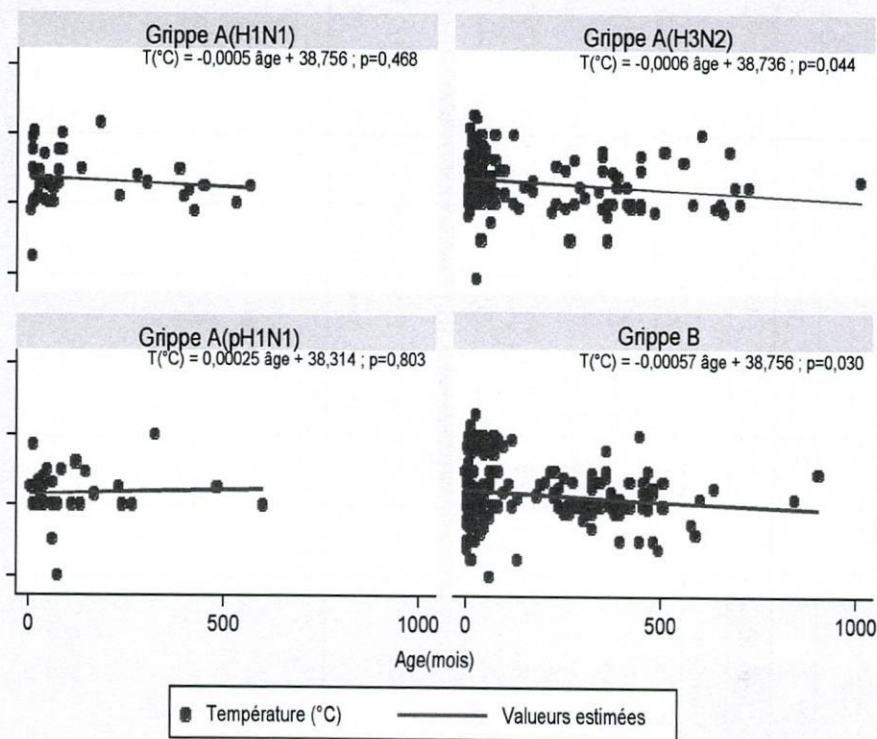 Grippe A(H1N1)
T(°C) = -0,0005 âge + 38,756 ; p=0,468
Grippe A(H3N2)
T(°C) = -0,0006 âge + 38,736 ; p=0,044
Grippe A(pH1N1)
T(°C) = 0,00025 âge + 38,314 ; p=0,803
Grippe B
T(°C) = -0,00057 âge + 38,756 ; p=0,030
0 500 1000 0 500 1000
Age(mois)
Température (°C) Valueurs estimées